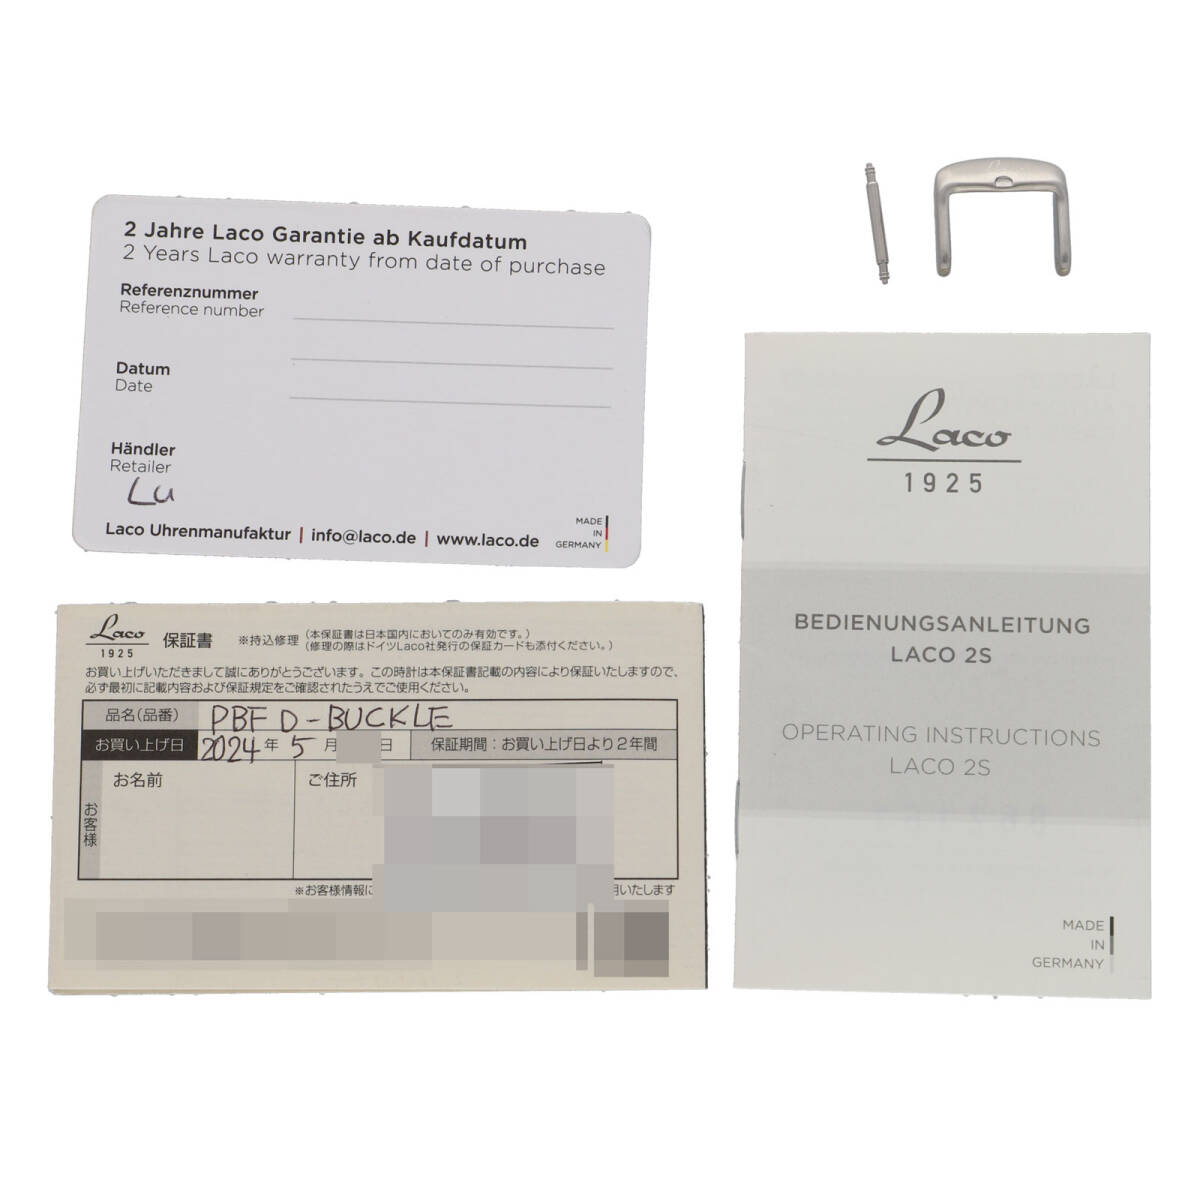 2 Jahre Laco Garantie ab Kaufdatum
2 Years Laco warranty from date of purchase
Referenznummer
Reference number
Datum
Date
Händler
Retailer
Lu
Laco Uhrenmanufaktur | info@laco.de | www.laco.de
MADE
IN
GERMANY
Laco
1925
保証書
※持込修理
(本保証書は日本国内においてのみ有効です。)
(修理の際はドイツLaco社発行の保証カードも添付ください。)
お買い上げいただきまして誠にありがとうございます。この時計は本保証書記載の内容により保証いたしますので、
必ず最初に記載内容および保証規定をご確認されたうえでご使用ください。
品名(品番) PBF D-BUCKLE
お買い上げ日 2024年 5月 日 保証期間:お買い上げ日より2年間
お客様
お名前
ご住所
※お客様情報に
用いたします
Laco
1925
BEDIENUNGSANLEITUNG
LACO 2S
OPERATING INSTRUCTIONS
LACO 2S
MADE
IN
GERMANY